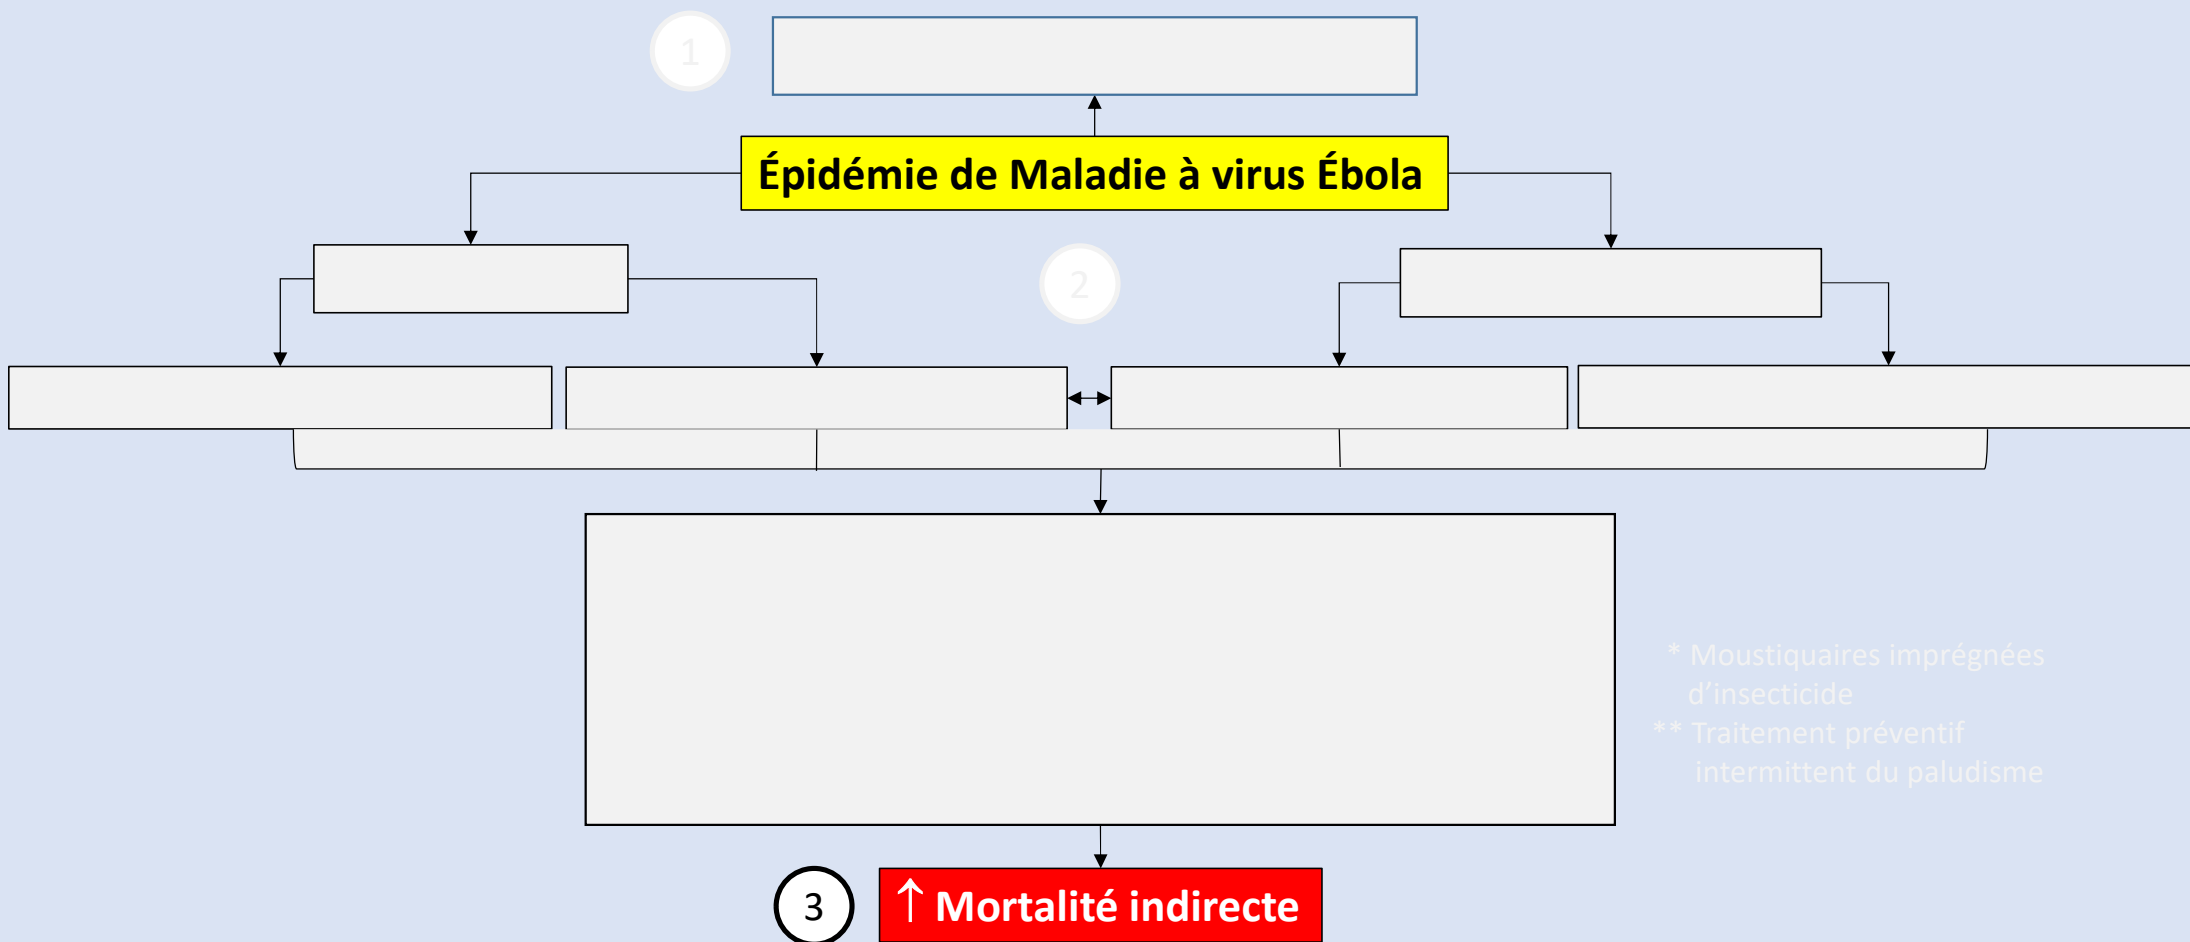 1
Épidémie de Maladie à virus Ébola
2
* Moustiquaires imprégnées
d’insecticide
** Traitement préventif
intermittent du paludisme
3
↑ Mortalité indirecte